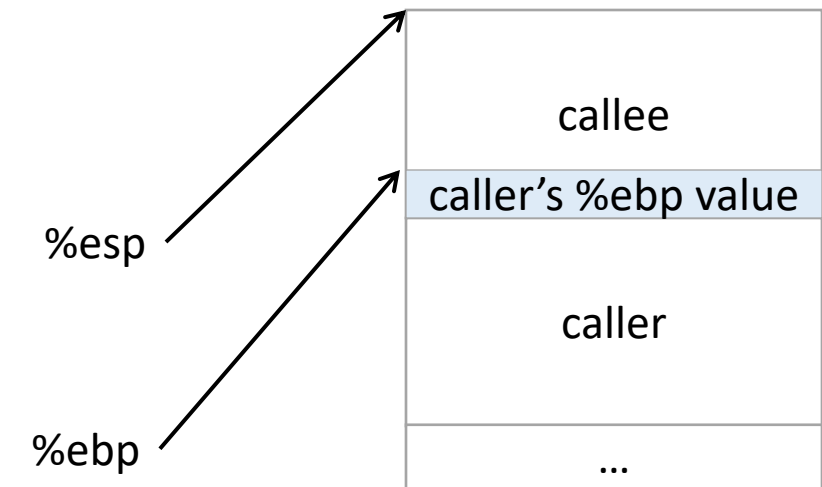 callee
caller’s %ebp value
%esp
caller
%ebp
...